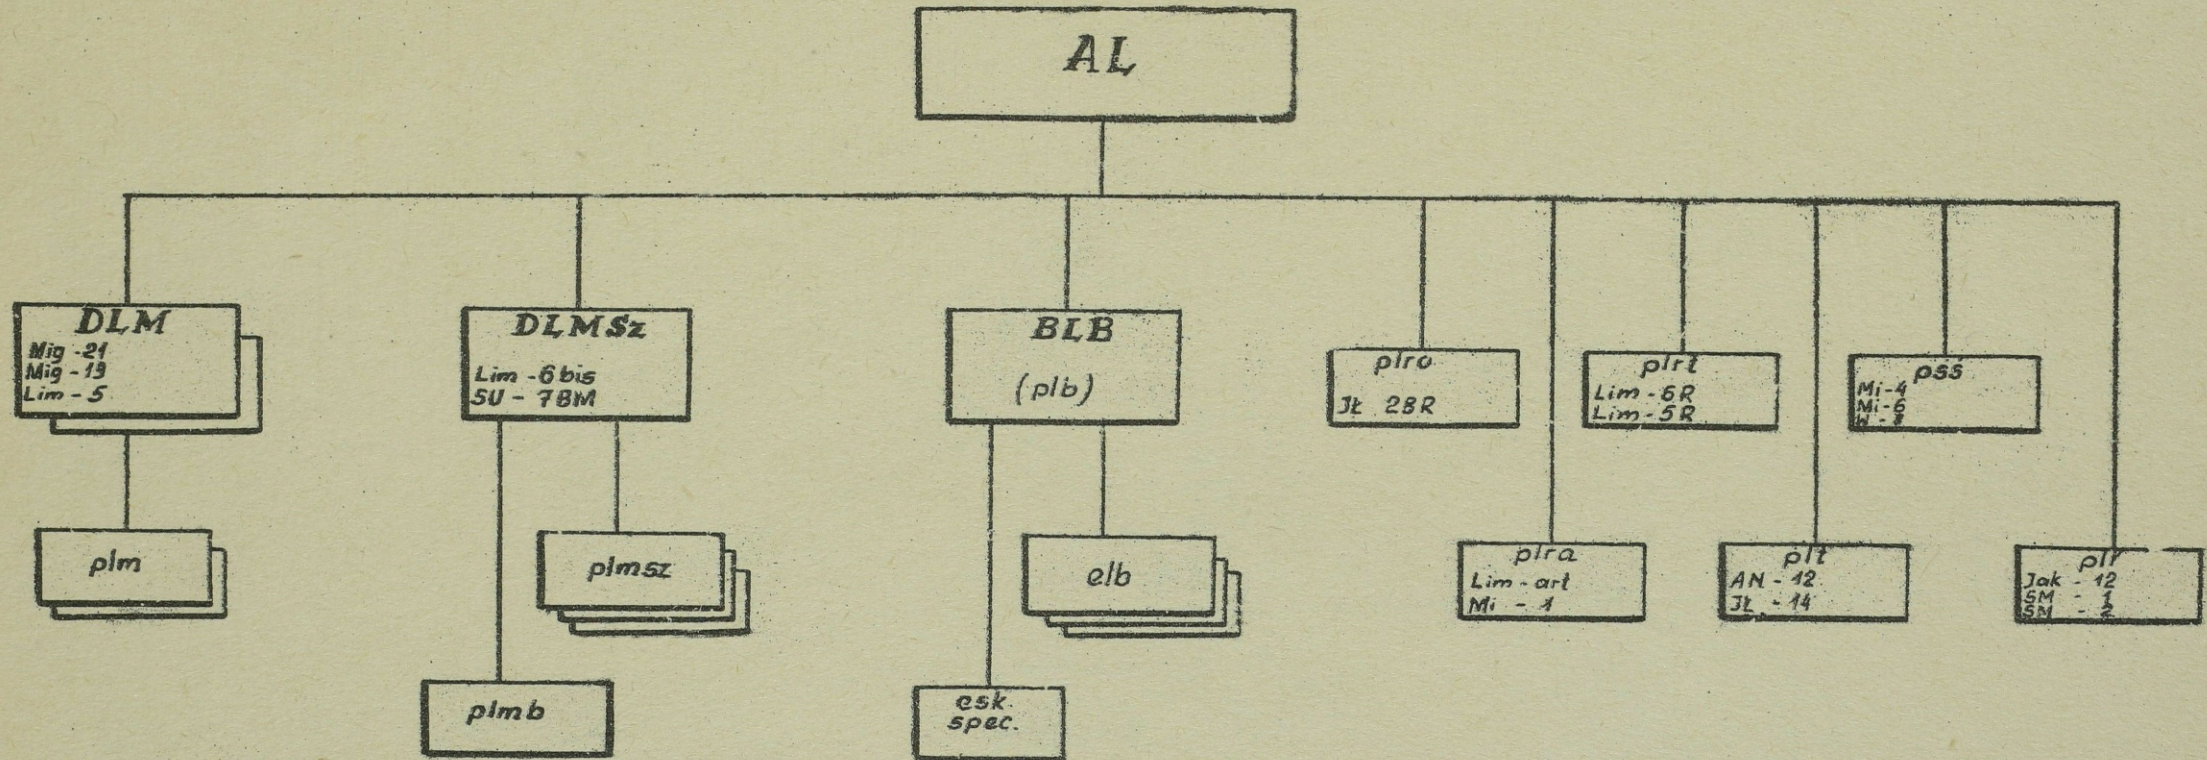 AL
DLM
Mig - 21
Mig - 19
Lim - 5
DLMSz
Lim - 6 bis
SU - 7BM
BLB
(plb)
plro
JŁ 28R
plrt
Lim - 6R
Lim - 5R
pss
Mi - 4
Mi - 6
plm
plmsz
elb
plra
Lim - art
Mi - 1
plt
AN - 12
JŁ - 14
plr
Jak - 12
SM - 1
SM - 2
plmb
esk.
spec.